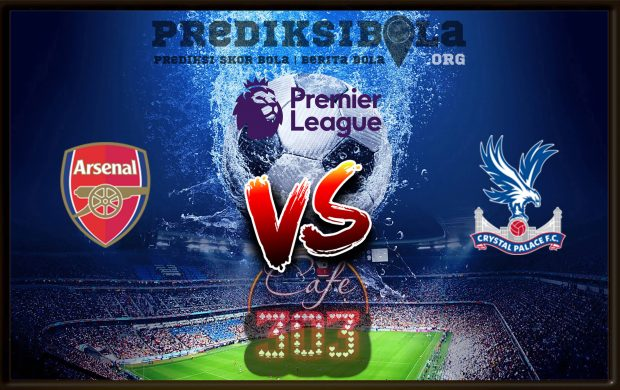 PREDIKSIBOLA
PREDIKSI SKOR BOLA | BERITA BOLA
.ORG
Premier
League
Arsenal
VS
CRYSTAL PALACE F.C.
Cafe
303